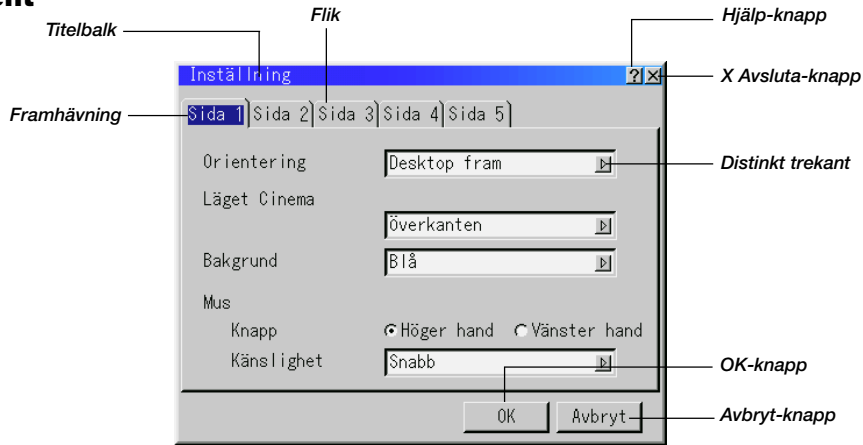 Titelbalk
Flik
Hjälp-knapp
Inställning
? ×
X Avsluta-knapp
Framhävning
Sida 1 Sida 2 Sida 3 Sida 4 Sida 5
Orientering Desktop fram
Distinkt trekant
Läget Cinema
Överkanten
Bakgrund Blå
Mus
Knapp Höger hand Vänster hand
Känslighet Snabb
OK-knapp
OK Avbryt
Avbryt-knapp